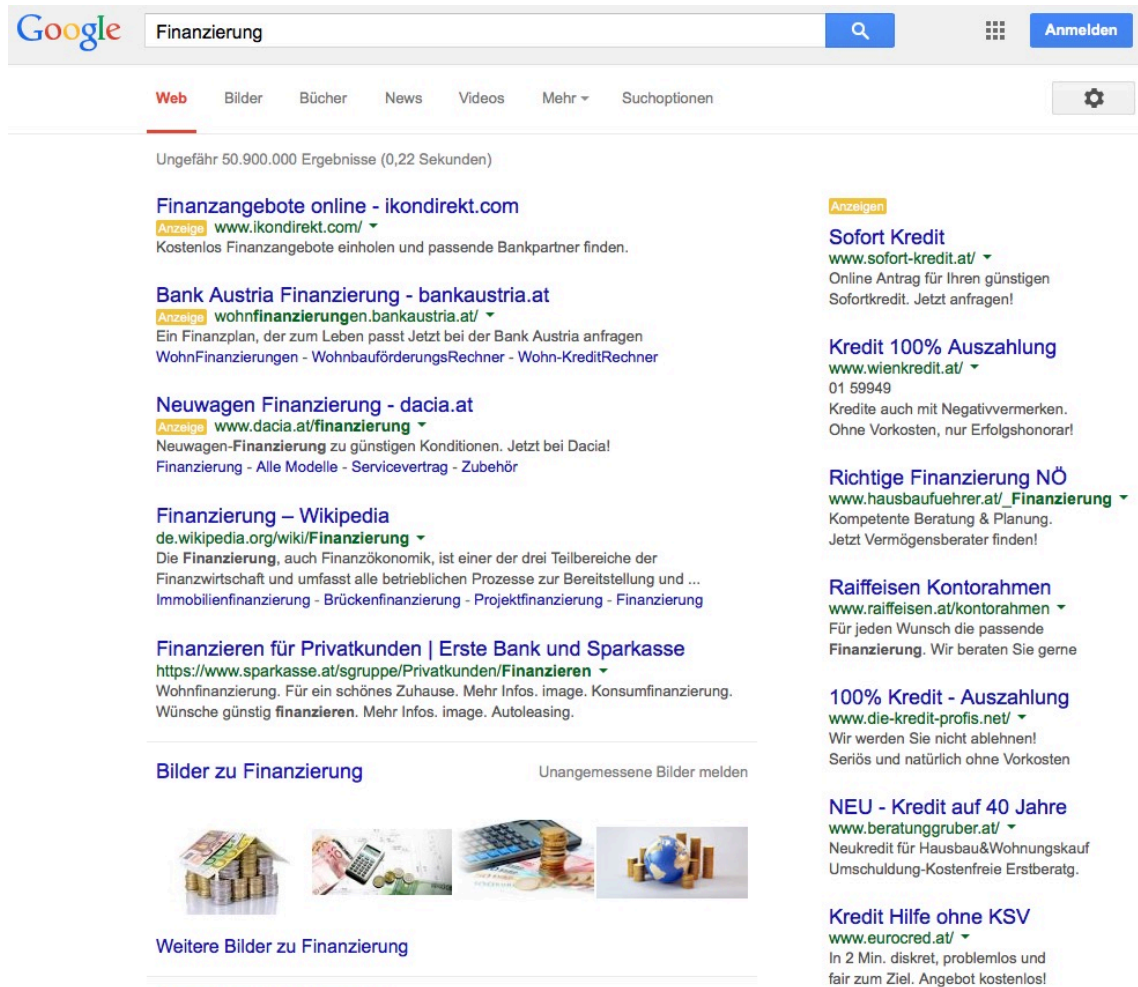 Google
Finanzierung
Anmelden
Web Bilder Bücher News Videos Mehr Suchoptionen
Ungefähr 50.900.000 Ergebnisse (0,22 Sekunden)
Finanzangebote online - ikondirekt.com
Anzeige www.ikondirekt.com/
Kostenlos Finanzangebote einholen und passende Bankpartner finden.
Bank Austria Finanzierung - bankaustria.at
Anzeige wohnfinanzierungen.bankaustria.at/
Ein Finanzplan, der zum Leben passt Jetzt bei der Bank Austria anfragen
WohnFinanzierungen - WohnbauförderungsRechner - Wohn-KreditRechner
Neuwagen Finanzierung - dacia.at
Anzeige www.dacia.at/finanzierung
Neuwagen-Finanzierung zu günstigen Konditionen. Jetzt bei Dacia!
Finanzierung - Alle Modelle - Servicevertrag - Zubehör
Finanzierung – Wikipedia
de.wikipedia.org/wiki/Finanzierung
Die Finanzierung, auch Finanzökonomik, ist einer der drei Teilbereiche der
Finanzwirtschaft und umfasst alle betrieblichen Prozesse zur Bereitstellung und ...
Immobilienfinanzierung - Brückenfinanzierung - Projektfinanzierung - Finanzierung
Finanzieren für Privatkunden | Erste Bank und Sparkasse
https://www.sparkasse.at/sgruppe/Privatkunden/Finanzieren
Wohnfinanzierung. Für ein schönes Zuhause. Mehr Infos. image. Konsumfinanzierung.
Wünsche günstig finanzieren. Mehr Infos. image. Autoleasing.
Bilder zu Finanzierung
Unangemessene Bilder melden
Weitere Bilder zu Finanzierung
Anzeigen
Sofort Kredit
www.sofort-kredit.at/
Online Antrag für Ihren günstigen
Sofortkredit. Jetzt anfragen!
Kredit 100% Auszahlung
www.wienkredit.at/
01 59949
Kredite auch mit Negativvermerken.
Ohne Vorkosten, nur Erfolgshonorar!
Richtige Finanzierung NÖ
www.hausbaufuehrer.at/_Finanzierung
Kompetente Beratung & Planung.
Jetzt Vermögensberater finden!
Raiffeisen Kontorahmen
www.raiffeisen.at/kontorahmen
Für jeden Wunsch die passende
Finanzierung. Wir beraten Sie gerne
100% Kredit - Auszahlung
www.die-kredit-profis.net/
Wir werden Sie nicht ablehnen!
Seriös und natürlich ohne Vorkosten
NEU - Kredit auf 40 Jahre
www.beratunggruber.at/
Neukredit für Hausbau&Wohnungskauf
Umschuldung-Kostenfreie Erstberatg.
Kredit Hilfe ohne KSV
www.eurocred.at/
In 2 Min. diskret, problemlos und
fair zum Ziel. Angebot kostenlos!